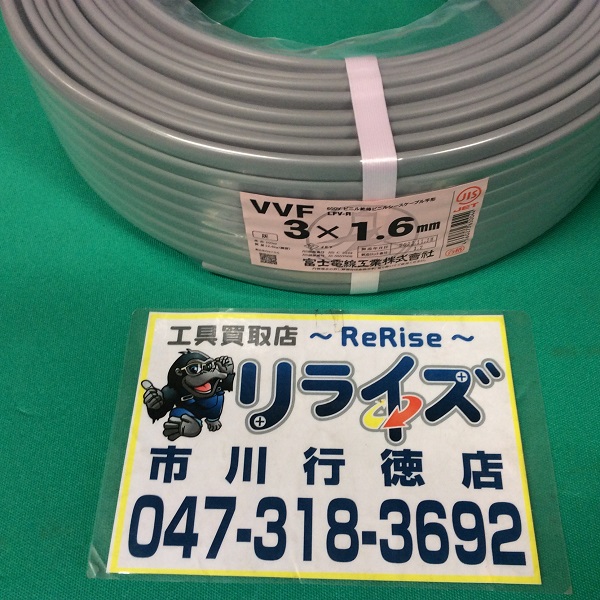 VVF
600Vビニル絶縁ビニルシースケーブル平形
LFV-R
3×1.6mm
JIS
JET
富士電線工業株式会社
工具買取店 ～ReRise～
リライズ
市川行徳店
047-318-3692